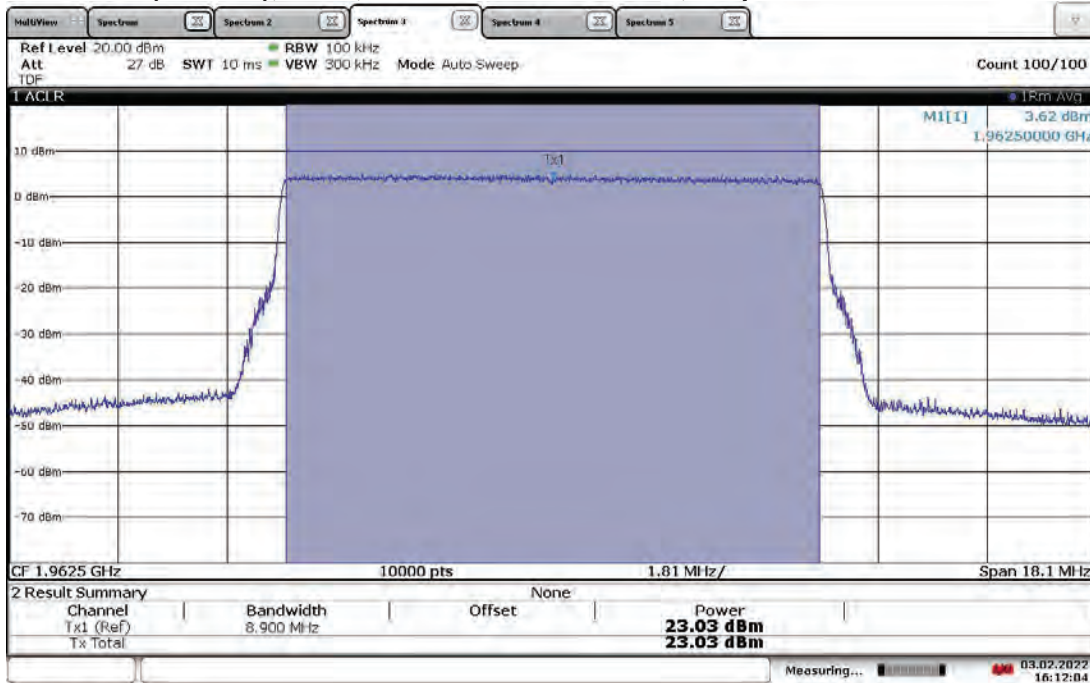 MultiView Spectrum Spectrum 2 Spectrum 3 Spectrum 4 Spectrum 5
Ref Level 20.00 dBm RBW 100 kHz
Att 27 dB SWT 10 ms VBW 300 kHz Mode Auto Sweep Count 100/100
TDF
1 ACLR 1Rm Avg
M1[1] 3.62 dBm
1.96250000 GHz
10 dBm
Tx1
0 dBm
-10 dBm
-20 dBm
-30 dBm
-40 dBm
-50 dBm
-60 dBm
-70 dBm
CF 1.9625 GHz 10000 pts 1.81 MHz/ Span 18.1 MHz
2 Result Summary None
Channel Bandwidth Offset Power
Tx1 (Ref) 8.900 MHz 23.03 dBm
Tx Total 23.03 dBm
Measuring... 03.02.2022
16:12:04